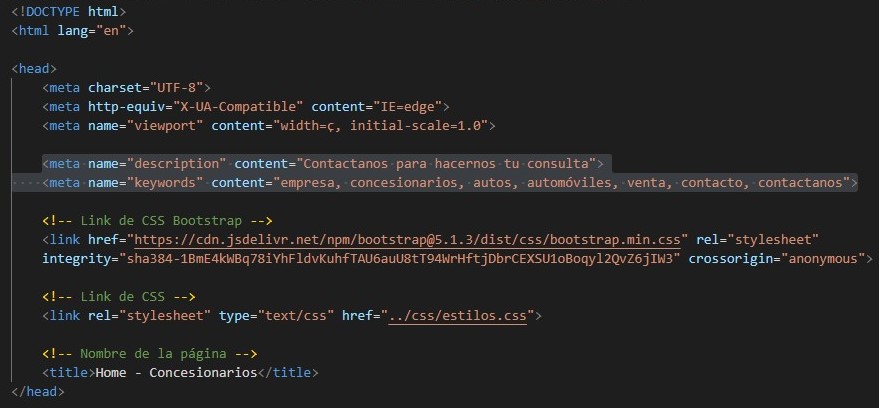 <!DOCTYPE html>
<html lang="en">
<head>
<meta charset="UTF-8">
<meta http-equiv="X-UA-Compatible" content="IE=edge">
<meta name="viewport" content="width=ç, initial-scale=1.0">
<meta name="description" content="Contactanos para hacernos tu consulta">
<meta name="keywords" content="empresa, concesionarios, autos, automóviles, venta, contacto, contactanos">
<!-- Link de CSS Bootstrap -->
<link href="https://cdn.jsdelivr.net/npm/bootstrap@5.1.3/dist/css/bootstrap.min.css" rel="stylesheet"
integrity="sha384-1BmE4kWBq78iYhFldvKuhfTAU6auU8tT94WrHftjDbrCEXSU1oBoqyl2QvZ6jIW3" crossorigin="anonymous">
<!-- Link de CSS -->
<link rel="stylesheet" type="text/css" href="../css/estilos.css">
<!-- Nombre de la página -->
<title>Home - Concesionarios</title>
</head>